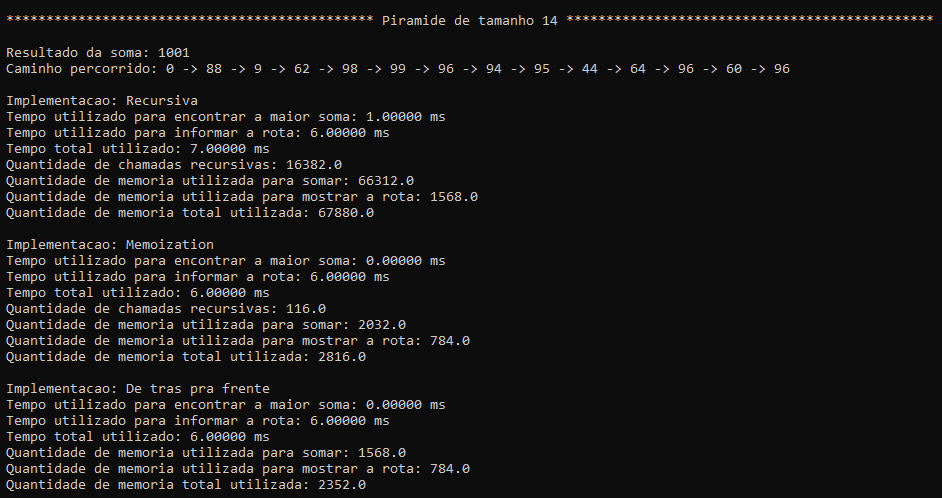 ********************************************** Piramide de tamanho 14 **********************************************
Resultado da soma: 1001
Caminho percorrido: 0 -> 88 -> 9 -> 62 -> 98 -> 99 -> 96 -> 94 -> 95 -> 44 -> 64 -> 96 -> 60 -> 96
Implementacao: Recursiva
Tempo utilizado para encontrar a maior soma: 1.00000 ms
Tempo utilizado para informar a rota: 6.00000 ms
Tempo total utilizado: 7.00000 ms
Quantidade de chamadas recursivas: 16382.0
Quantidade de memoria utilizada para somar: 66312.0
Quantidade de memoria utilizada para mostrar a rota: 1568.0
Quantidade de memoria total utilizada: 67880.0
Implementacao: Memoization
Tempo utilizado para encontrar a maior soma: 0.00000 ms
Tempo utilizado para informar a rota: 6.00000 ms
Tempo total utilizado: 6.00000 ms
Quantidade de chamadas recursivas: 116.0
Quantidade de memoria utilizada para somar: 2032.0
Quantidade de memoria utilizada para mostrar a rota: 784.0
Quantidade de memoria total utilizada: 2816.0
Implementacao: De tras pra frente
Tempo utilizado para encontrar a maior soma: 0.00000 ms
Tempo utilizado para informar a rota: 6.00000 ms
Tempo total utilizado: 6.00000 ms
Quantidade de memoria utilizada para somar: 1568.0
Quantidade de memoria utilizada para mostrar a rota: 784.0
Quantidade de memoria total utilizada: 2352.0